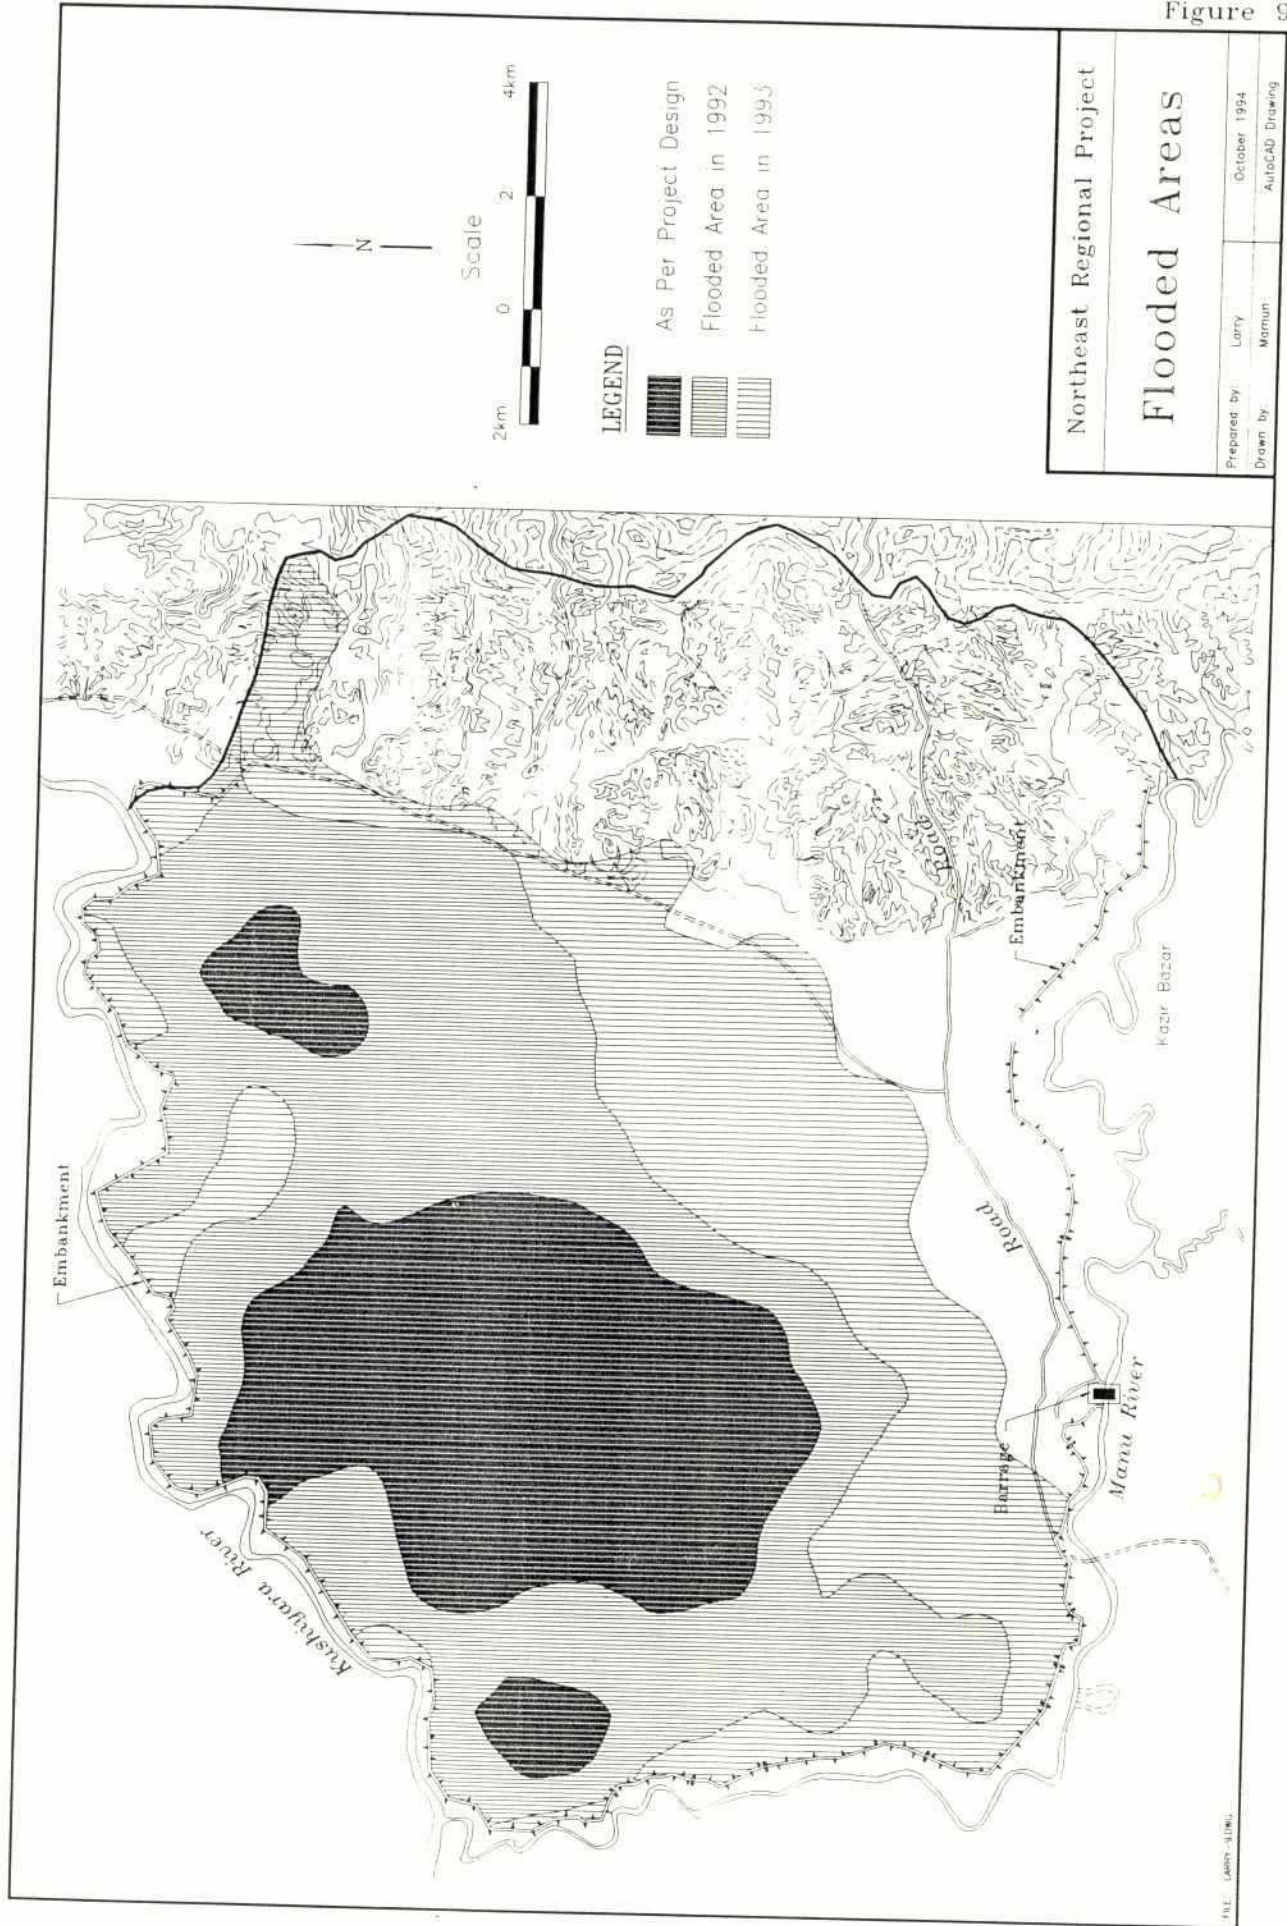 Figure 9
Embankment
Kushiyara River
N
Scale
2km 0 2 4km
LEGEND
As Per Project Design
Flooded Area in 1992
Flooded Area in 1993
Road
Embankment
Kazir Bazar
Road
Barrage
Manu River
Northeast Regional Project
Flooded Areas
Prepared by: Larry October 1994
Drawn by: Mamun AutoCAD Drawing
FILE: